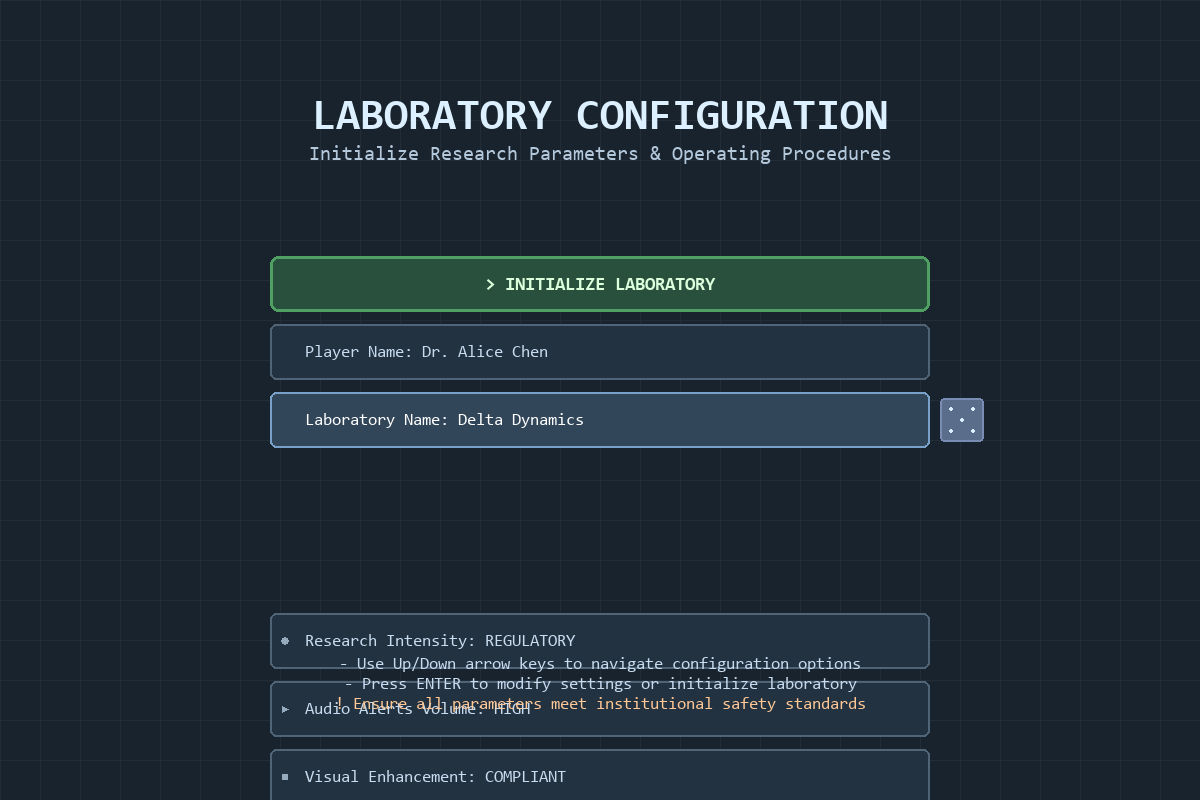 LABORATORY CONFIGURATION
Initialize Research Parameters & Operating Procedures
> INITIALIZE LABORATORY
Player Name: Dr. Alice Chen
Laboratory Name: Delta Dynamics
Research Intensity: REGULATORY
- Use Up/Down arrow keys to navigate configuration options
- Press ENTER to modify settings or initialize laboratory
! Ensure all parameters meet institutional safety standards
Audio Alerts Volume: HIGH
Visual Enhancement: COMPLIANT